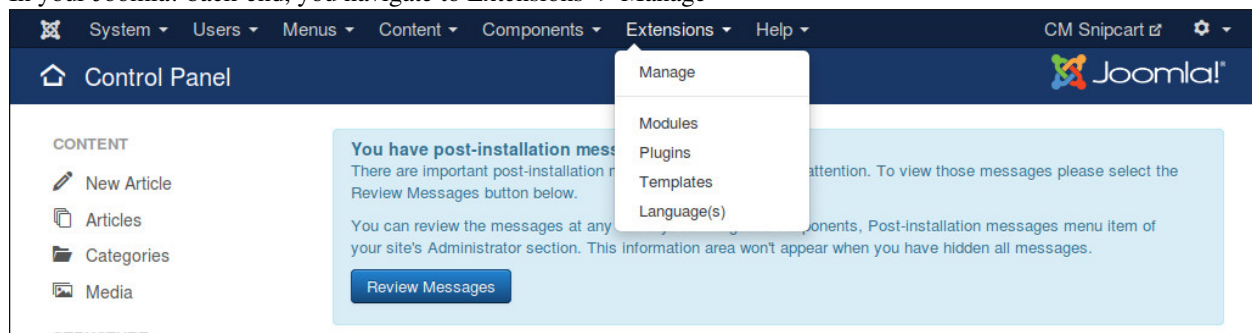 In your Joomla! back-end, you navigate to Extensions → Manage
System Users Menus Content Components Extensions Help CM Snipcart
Control Panel Joomla!
Manage
Modules
Plugins
Templates
Language(s)
CONTENT
New Article
Articles
Categories
Media
You have post-installation mess
There are important post-installation attention. To view those messages please select the
Review Messages button below.
You can review the messages at any ponents, Post-installation messages menu item of
your site's Administrator section. This information area won't appear when you have hidden all messages.
Review Messages